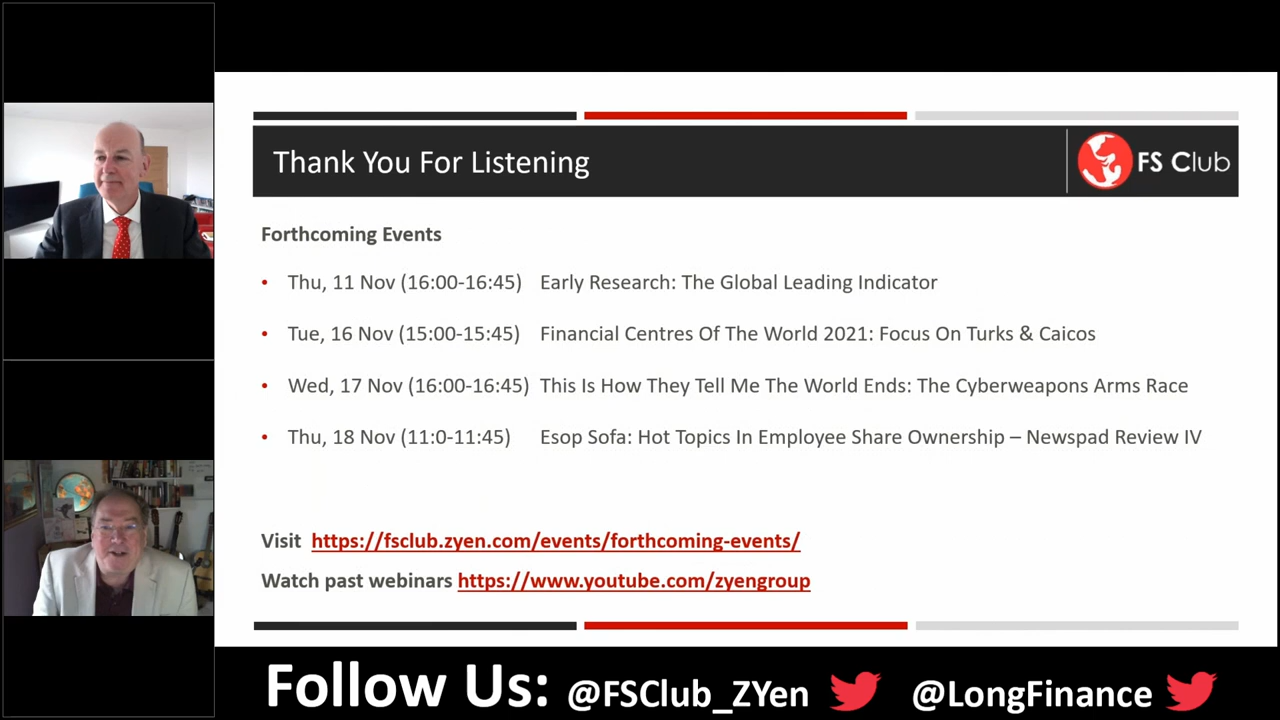 Thank You For Listening
FS Club
Forthcoming Events
• Thu, 11 Nov (16:00-16:45) Early Research: The Global Leading Indicator
• Tue, 16 Nov (15:00-15:45) Financial Centres Of The World 2021: Focus On Turks & Caicos
• Wed, 17 Nov (16:00-16:45) This Is How They Tell Me The World Ends: The Cyberweapons Arms Race
• Thu, 18 Nov (11:0-11:45) Esop Sofa: Hot Topics In Employee Share Ownership – Newspad Review IV
Visit https://fsclub.zyen.com/events/forthcoming-events/
Watch past webinars https://www.youtube.com/zyengroup
Follow Us: @FSClub_ZYen @LongFinance